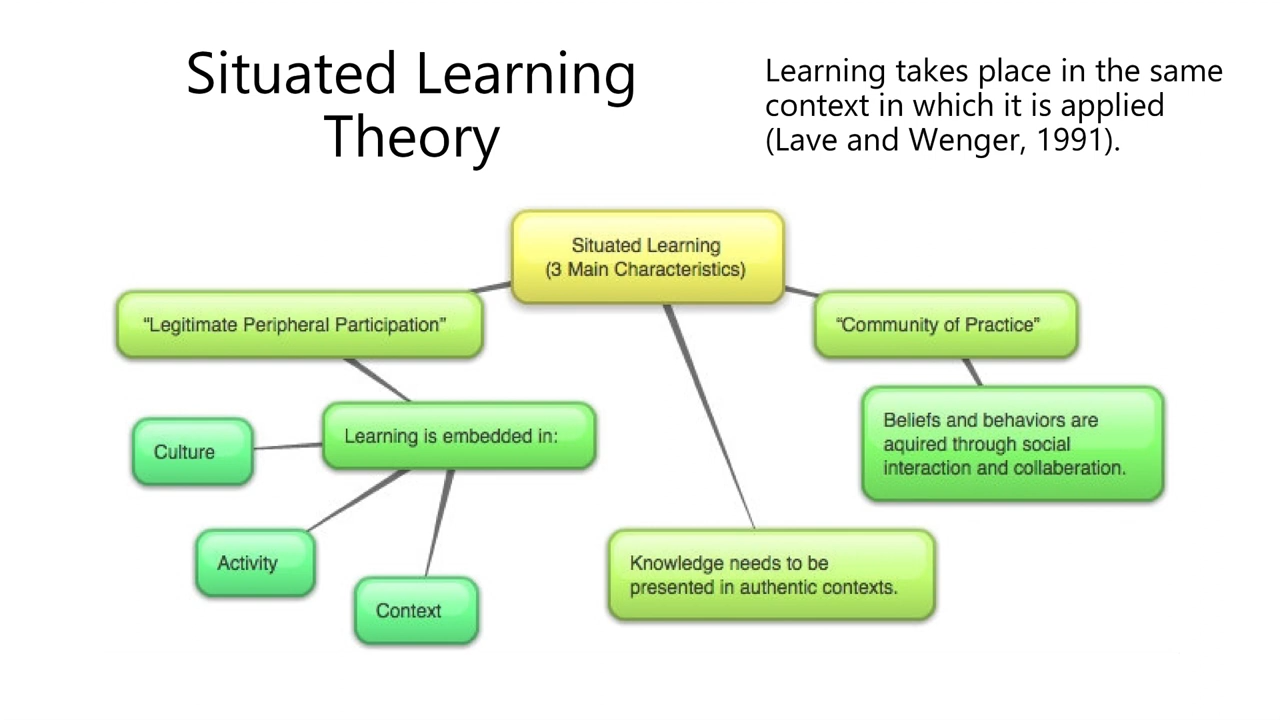 Situated Learning
Theory
Learning takes place in the same
context in which it is applied
(Lave and Wenger, 1991).
Situated Learning
(3 Main Characteristics)
“Legitimate Peripheral Participation”
“Community of Practice”
Learning is embedded in:
Culture
Activity
Context
Beliefs and behaviors are
aquired through social
interaction and collaberation.
Knowledge needs to be
presented in authentic contexts.